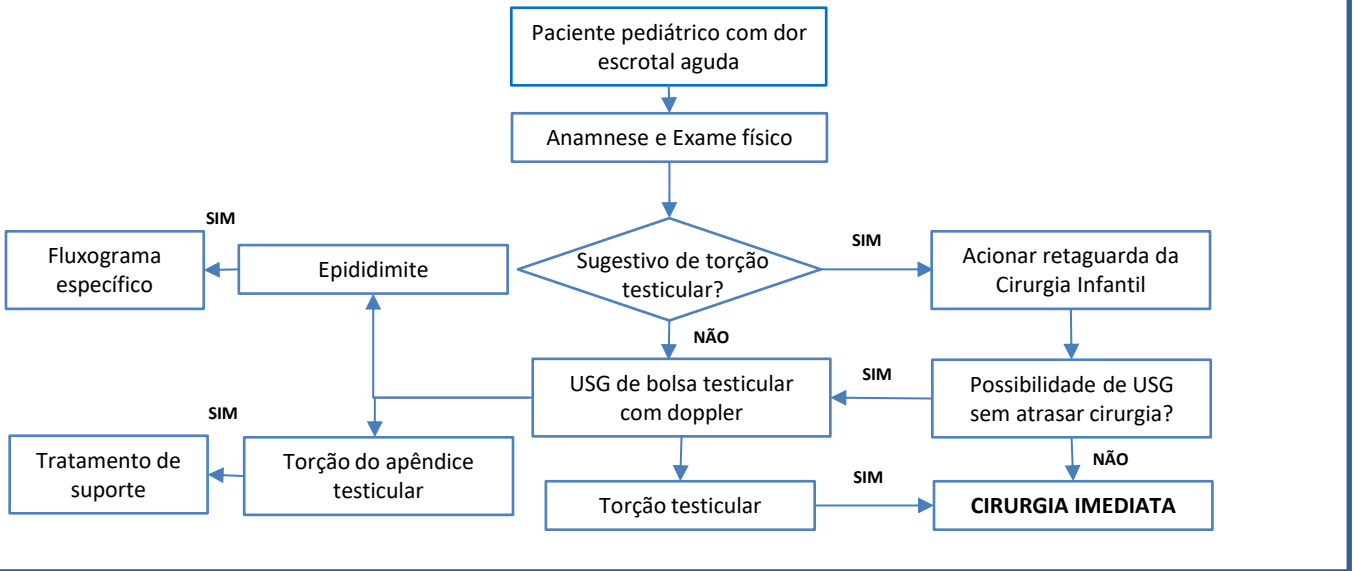 Paciente pediátrico com dor
escrotal aguda
Anamnese e Exame físico
Sugestivo de torção
testicular?
SIM
Acionar retaguarda da
Cirurgia Infantil
SIM
Fluxograma
específico
Epididimite
NÃO
USG de bolsa testicular
com doppler
SIM
Possibilidade de USG
sem atrasar cirurgia?
SIM
Tratamento de
suporte
Torção do apêndice
testicular
NÃO
Torção testicular
SIM
CIRURGIA IMEDIATA